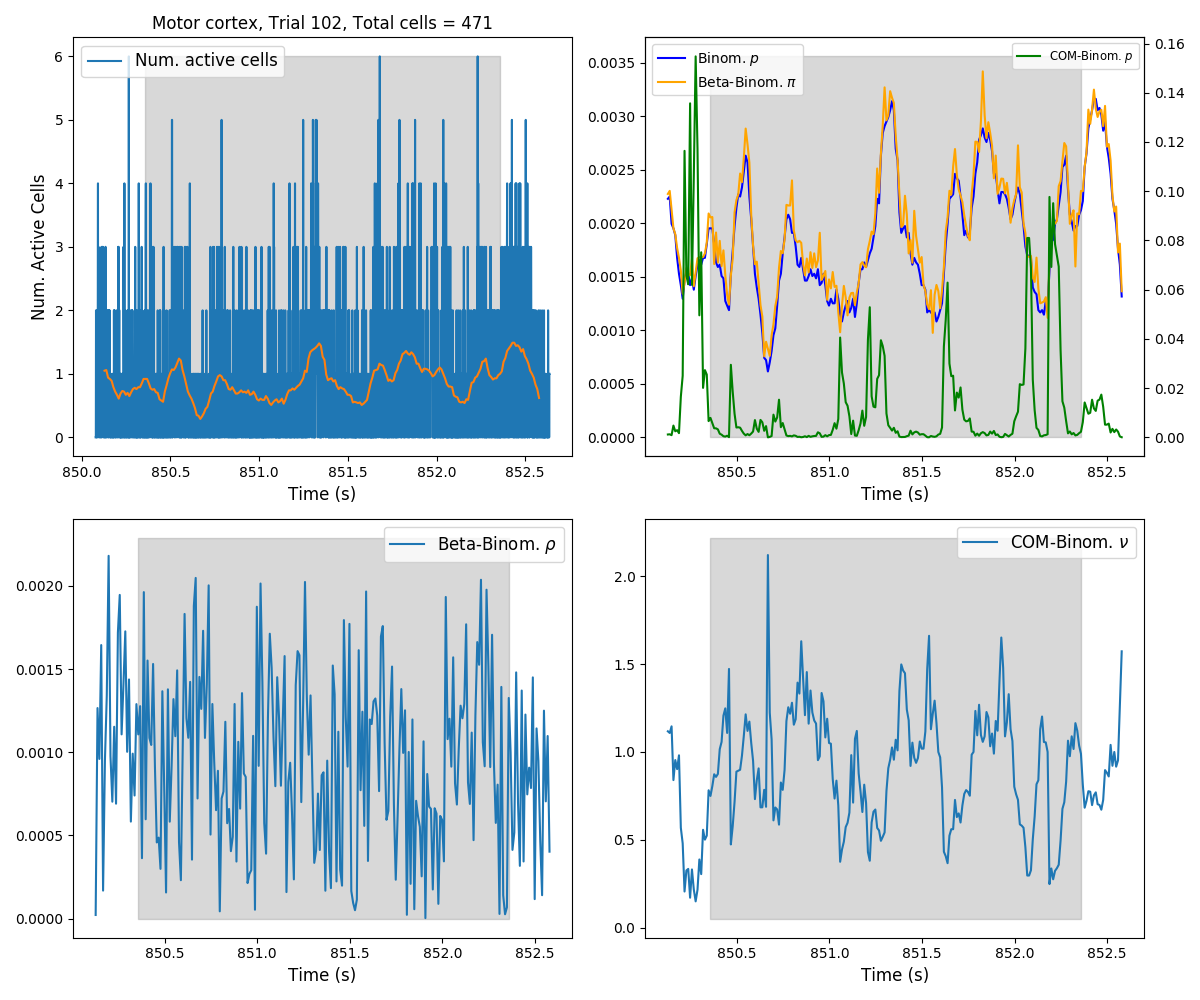 Motor cortex, Trial 102, Total cells = 471
Num. active cells
Num. Active Cells
6
5
4
3
2
1
0
850.0 850.5 851.0 851.5 852.0 852.5
Time (s)
Binom. p
Beta-Binom. π
COM-Binom. p
0.0035
0.0030
0.0025
0.0020
0.0015
0.0010
0.0005
0.0000
0.16
0.14
0.12
0.10
0.08
0.06
0.04
0.02
0.00
850.5 851.0 851.5 852.0 852.5
Time (s)
Beta-Binom. ρ
0.0020
0.0015
0.0010
0.0005
0.0000
850.5 851.0 851.5 852.0 852.5
Time (s)
COM-Binom. ν
2.0
1.5
1.0
0.5
0.0
850.5 851.0 851.5 852.0 852.5
Time (s)